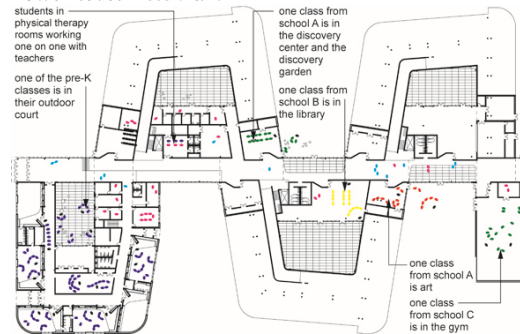 students in
physical therapy
rooms working
one on one with
teachers
one of the pre-K
classes is in
their outdoor
court
one class from
school A is in
the discovery
center and the
discovery
garden
one class from
school B is in
the library
one class
from school A
is art
one class
from school C
is in the gym